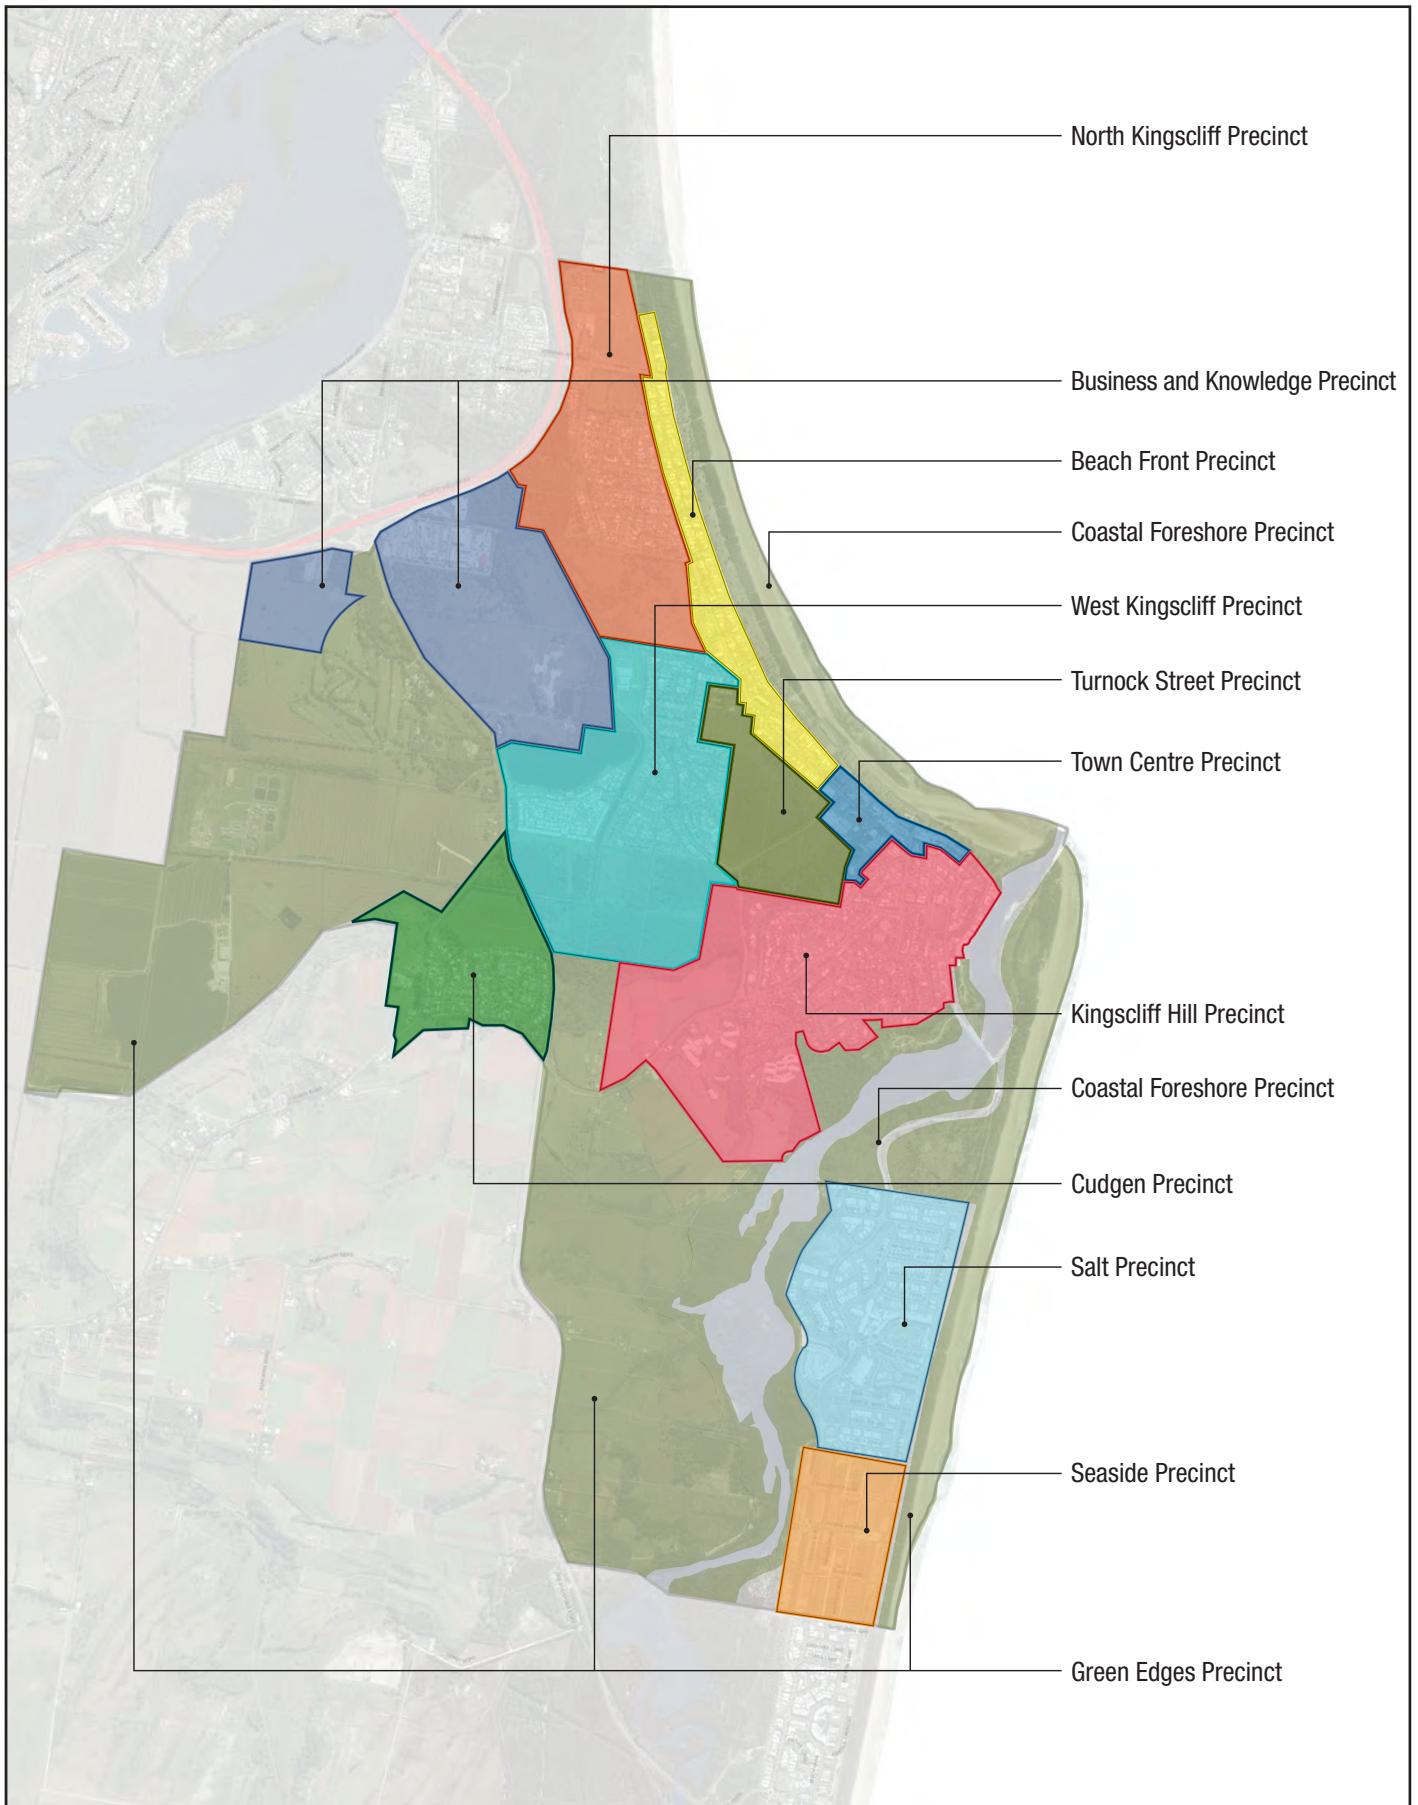 North Kingscliff Precinct
Business and Knowledge Precinct
Beach Front Precinct
Coastal Foreshore Precinct
West Kingscliff Precinct
Turnock Street Precinct
Town Centre Precinct
Kingscliff Hill Precinct
Coastal Foreshore Precinct
Cudgen Precinct
Salt Precinct
Seaside Precinct
Green Edges Precinct